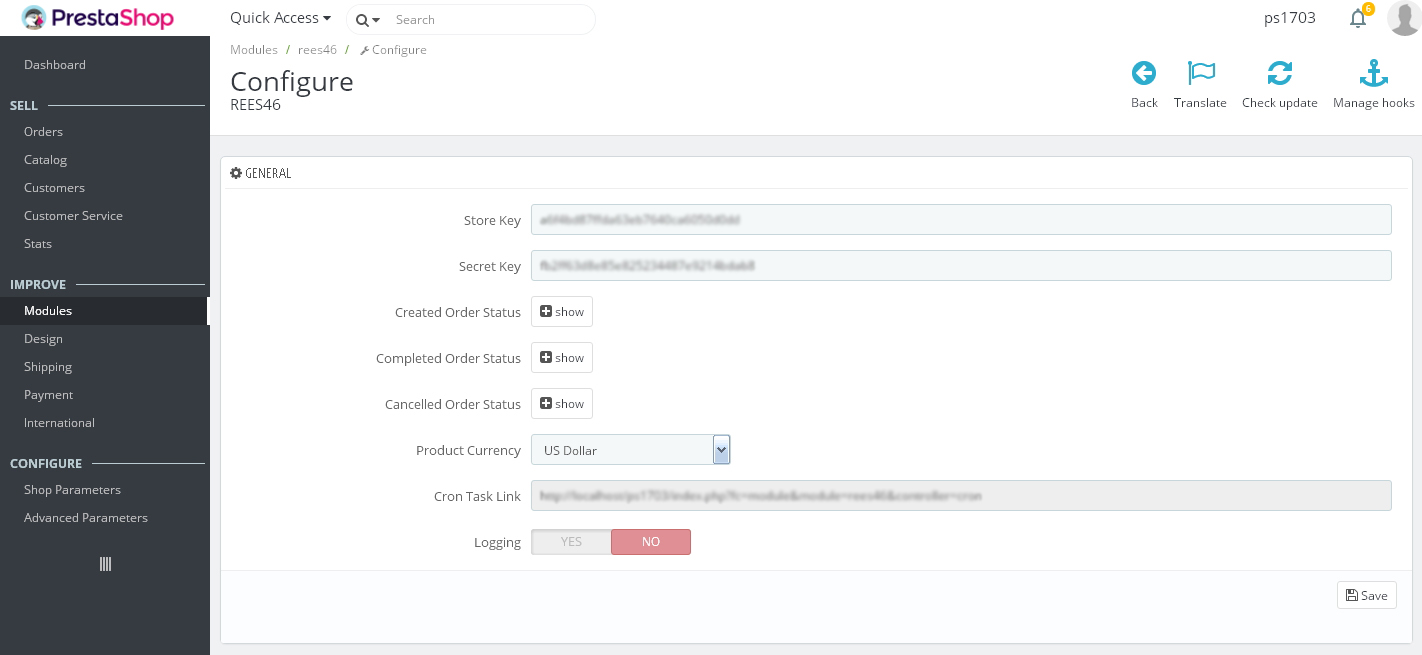 PrestaShop
Quick Access
Search
ps1703
6
Dashboard
SELL
Orders
Catalog
Customers
Customer Service
Stats
IMPROVE
Modules
Design
Shipping
Payment
International
CONFIGURE
Shop Parameters
Advanced Parameters
Modules / rees46 / Configure
Configure
REES46
Back
Translate
Check update
Manage hooks
GENERAL
Store Key
Secret Key
Created Order Status show
Completed Order Status show
Cancelled Order Status show
Product Currency US Dollar
Cron Task Link
Logging YES NO
Save